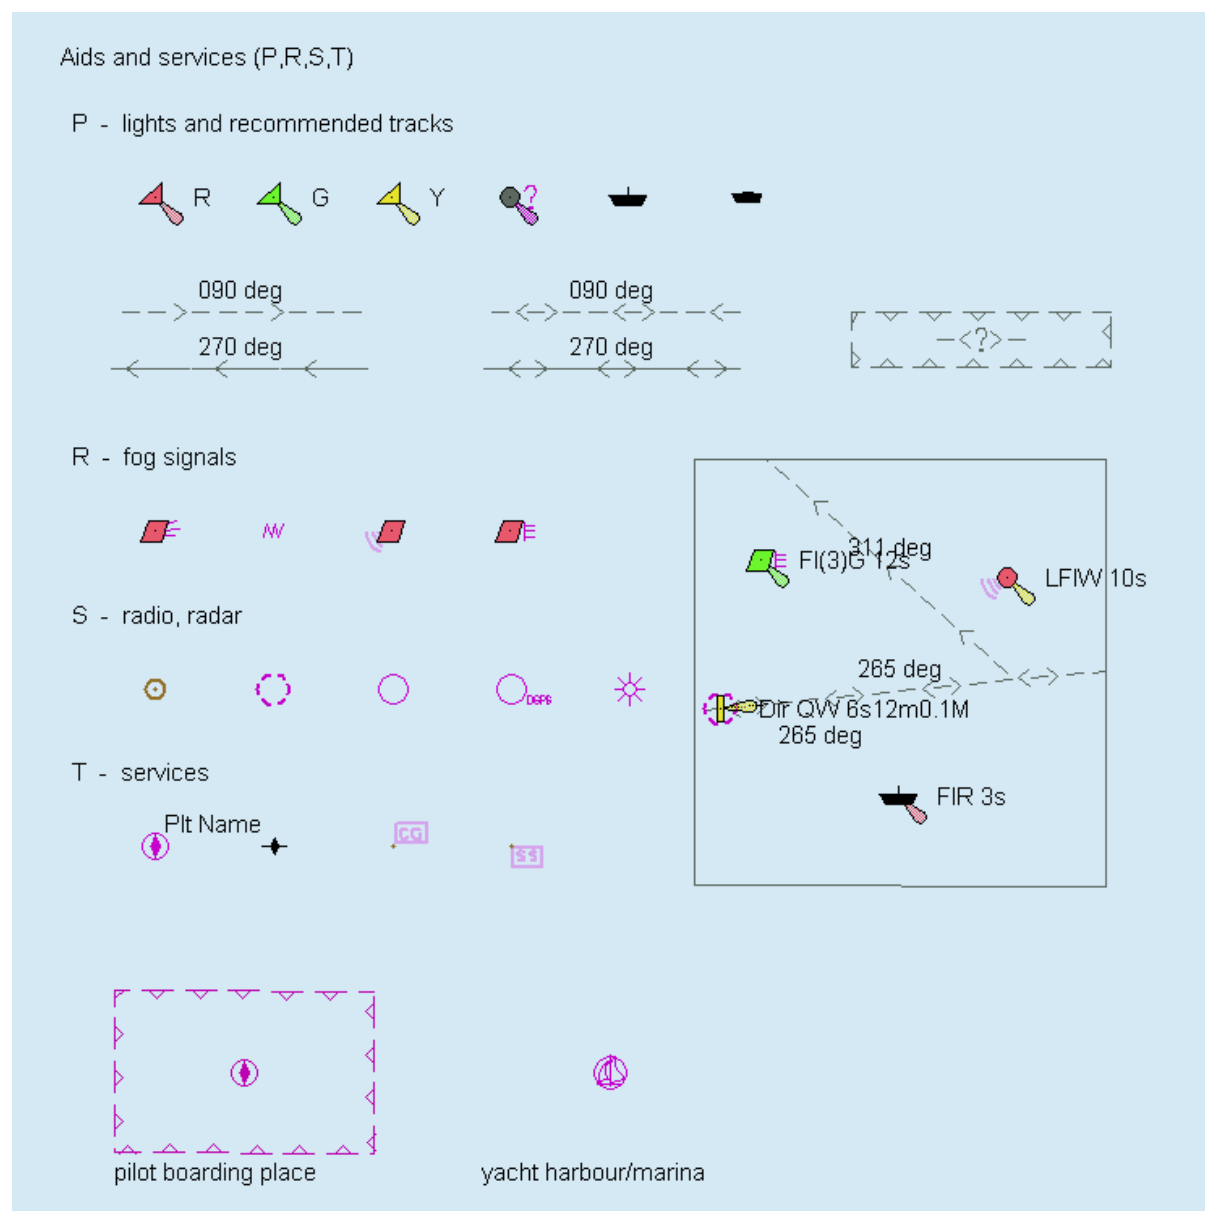 Aids and services (P,R,S,T)
P - lights and recommended tracks
R G Y ?
090 deg 090 deg
<?>
270 deg 270 deg
R - fog signals
311 deg
Fl(3)G 12s
LFlW 10s
S - radio, radar
265 deg
DGPS
Dir QW 6s12m0.1M
265 deg
T - services
FlR 3s
Plt Name
CG
SS
pilot boarding place yacht harbour/marina